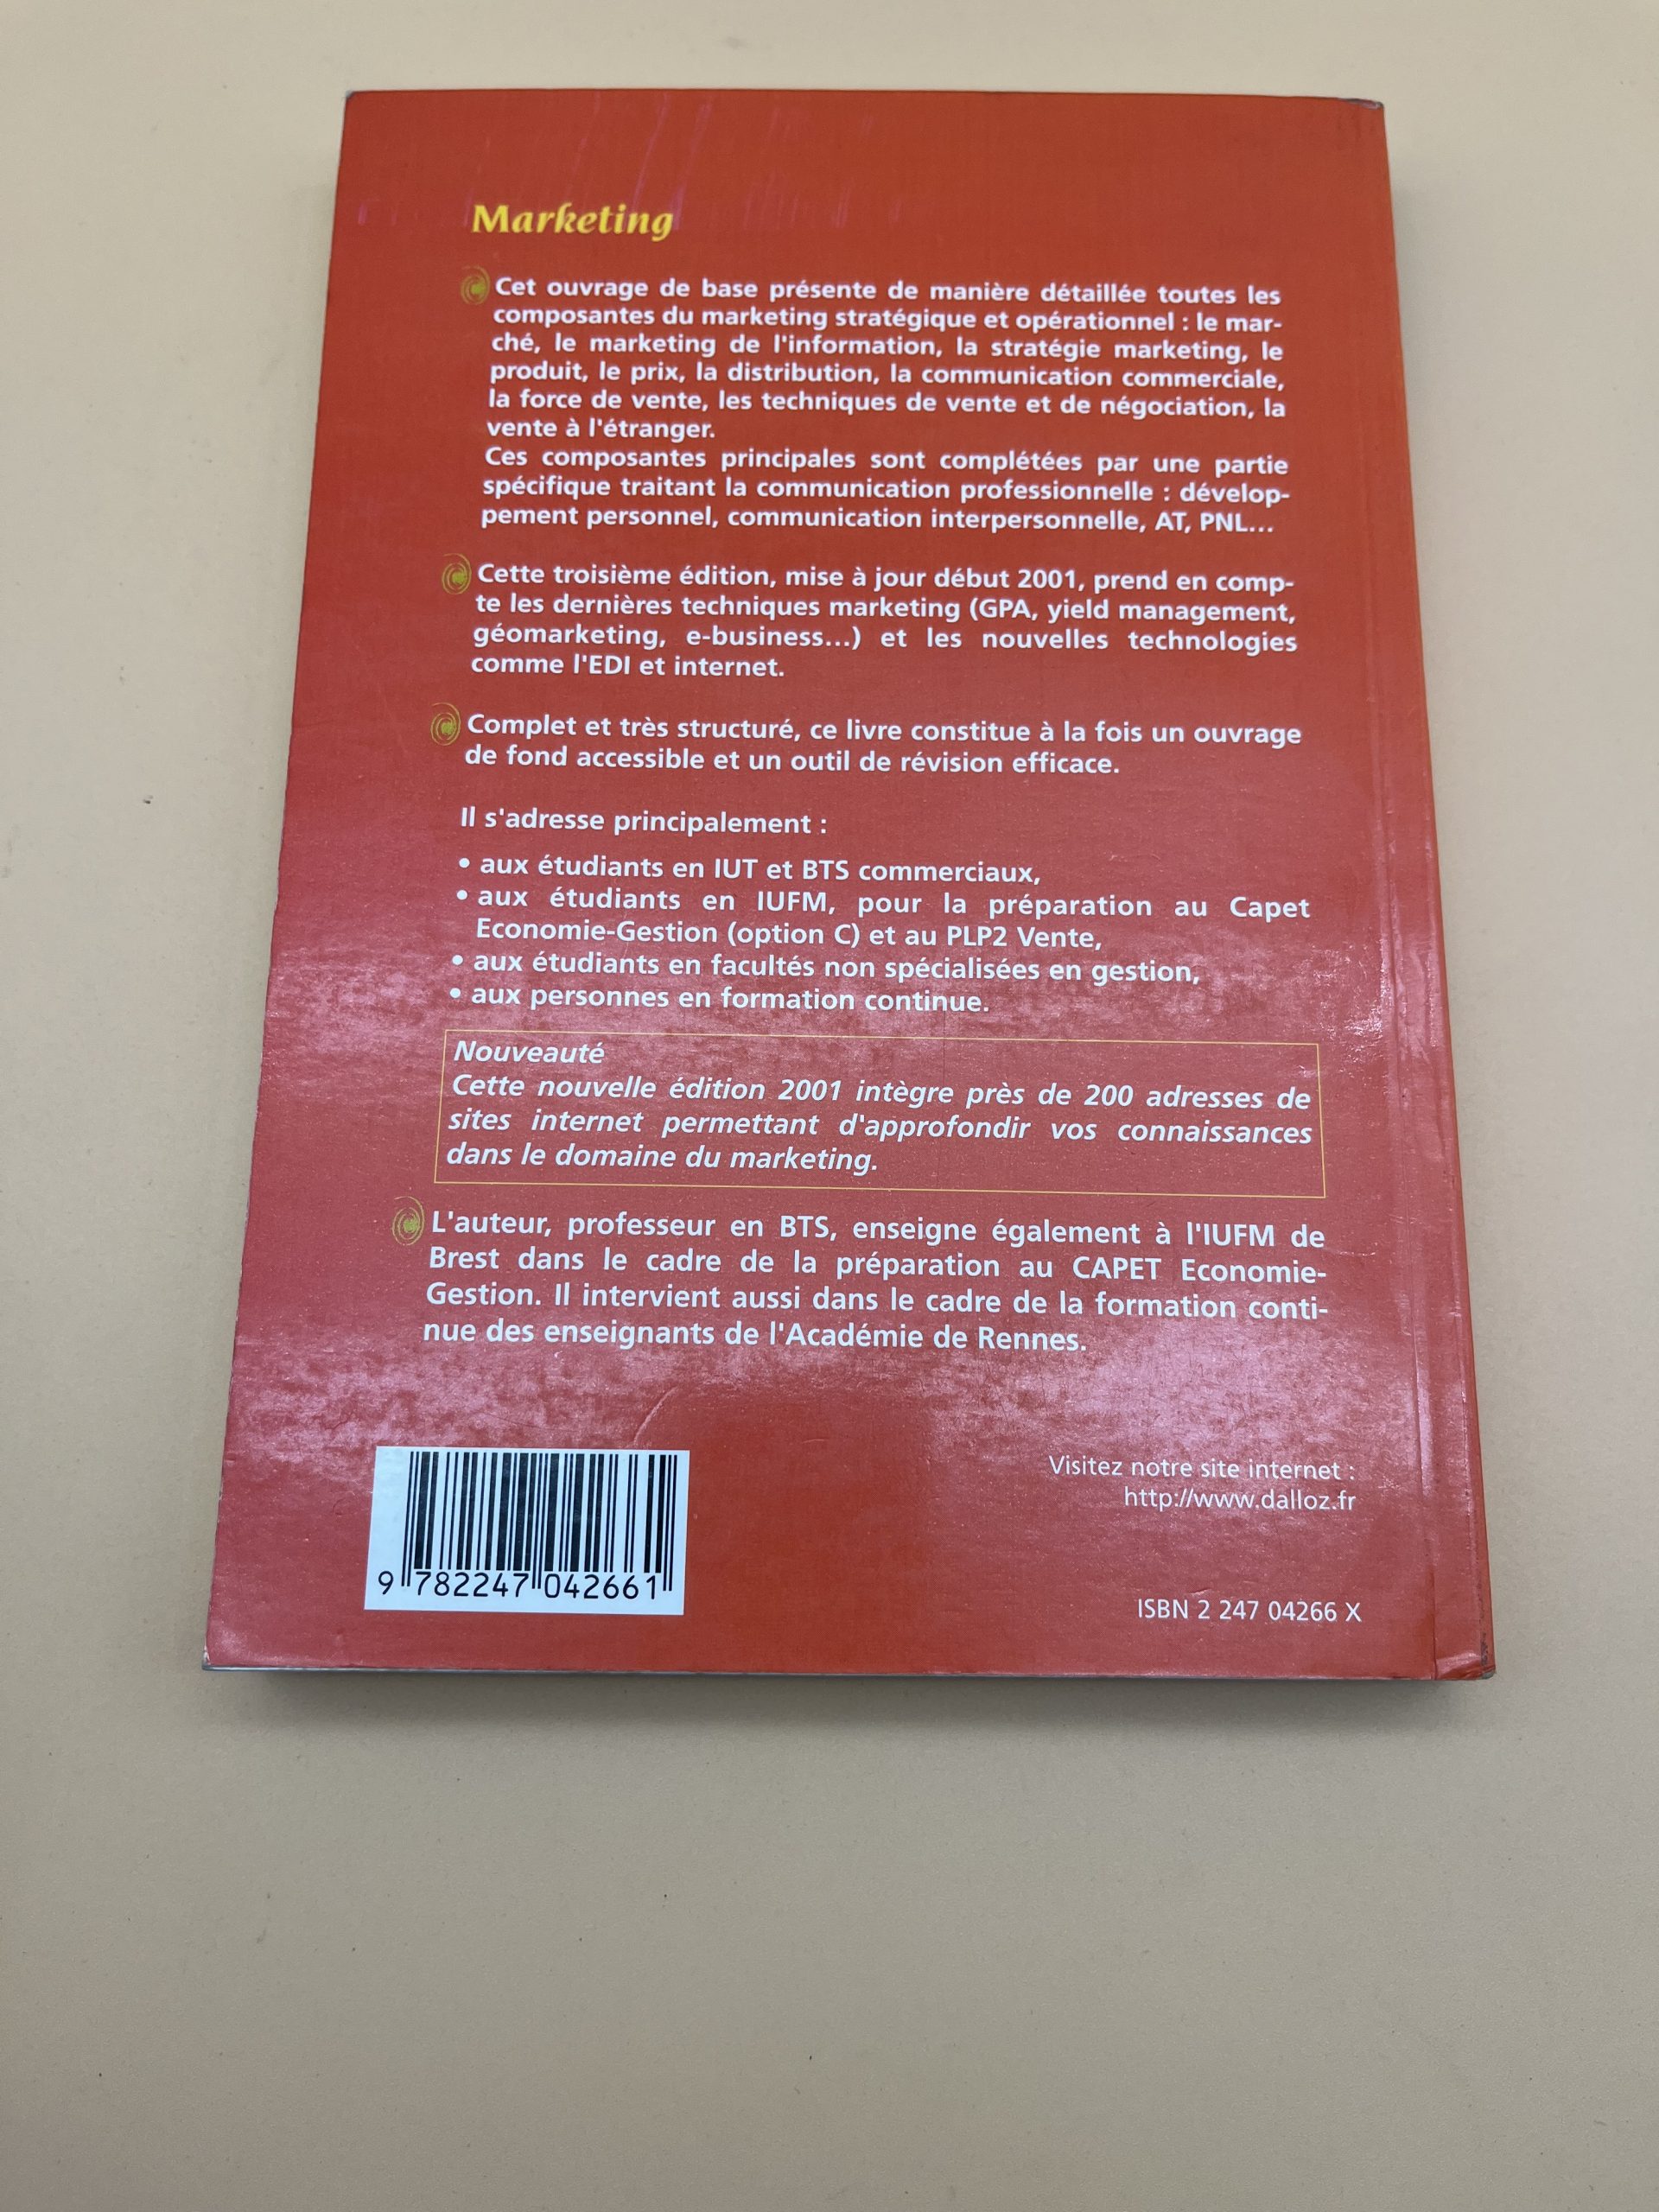 Marketing
Cet ouvrage de base présente de manière détaillée toutes les
composantes du marketing stratégique et opérationnel : le mar-
ché, le marketing de l'information, la stratégie marketing, le
produit, le prix, la distribution, la communication commerciale,
la force de vente, les techniques de vente et de négociation, la
vente à l'étranger.
Ces composantes principales sont complétées par une partie
spécifique traitant la communication professionnelle : dévelop-
pement personnel, communication interpersonnelle, AT, PNL...
Cette troisième édition, mise à jour début 2001, prend en comp-
te les dernières techniques marketing (GPA, yield management,
géomarketing, e-business...) et les nouvelles technologies
comme l'EDI et internet.
Complet et très structuré, ce livre constitue à la fois un ouvrage
de fond accessible et un outil de révision efficace.
Il s'adresse principalement :
• aux étudiants en IUT et BTS commerciaux,
• aux étudiants en IUFM, pour la préparation au Capet
Economie-Gestion (option C) et au PLP2 Vente,
• aux étudiants en facultés non spécialisées en gestion,
• aux personnes en formation continue.
Nouveauté
Cette nouvelle édition 2001 intègre près de 200 adresses de
sites internet permettant d'approfondir vos connaissances
dans le domaine du marketing.
L'auteur, professeur en BTS, enseigne également à l'IUFM de
Brest dans le cadre de la préparation au CAPET Economie-
Gestion. Il intervient aussi dans le cadre de la formation conti-
nue des enseignants de l'Académie de Rennes.
Visitez notre site internet :
http://www.dalloz.fr
9 782247 042661
ISBN 2 247 04266 X